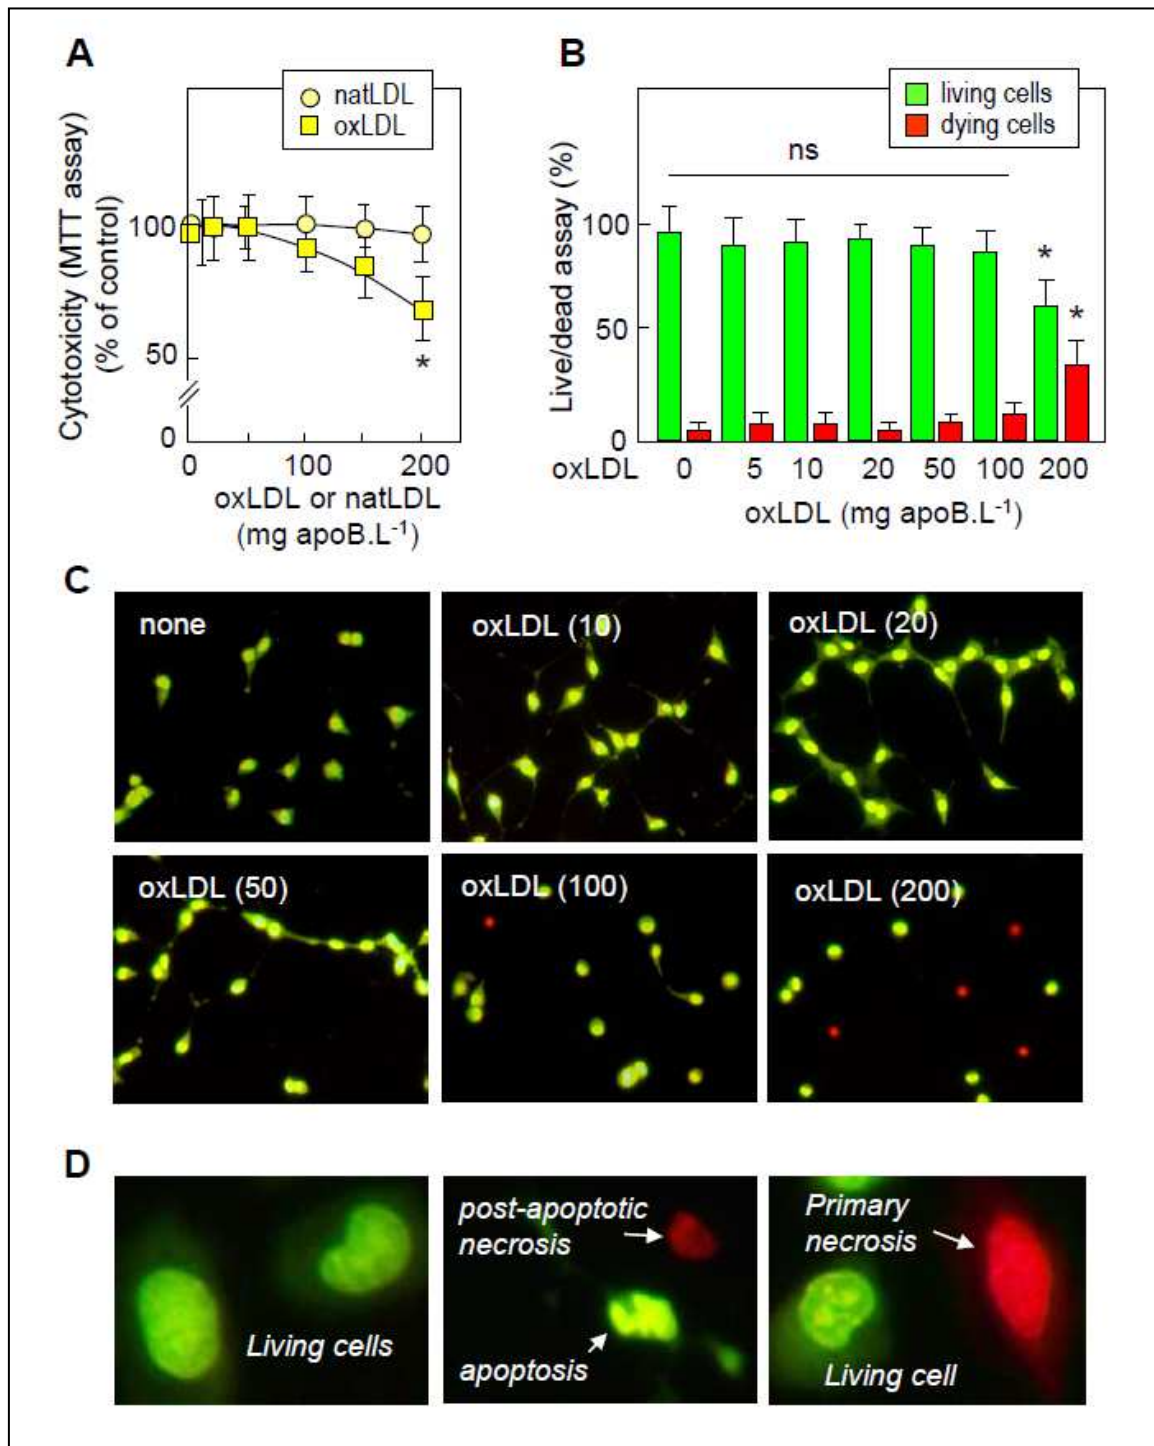 A
natLDL
oxLDL
Cytotoxicity (MTT assay)
(% of control)
100
50
0
0 100 200
oxLDL or natLDL
(mg apoB.L⁻¹)
*
B
living cells
dying cells
ns
Live/dead assay (%)
100
50
0
*
*
oxLDL 0 5 10 20 50 100 200
oxLDL (mg apoB.L⁻¹)
C
none
oxLDL (10)
oxLDL (20)
oxLDL (50)
oxLDL (100)
oxLDL (200)
D
Living cells
post-apoptotic
necrosis
apoptosis
Primary
necrosis
Living cell